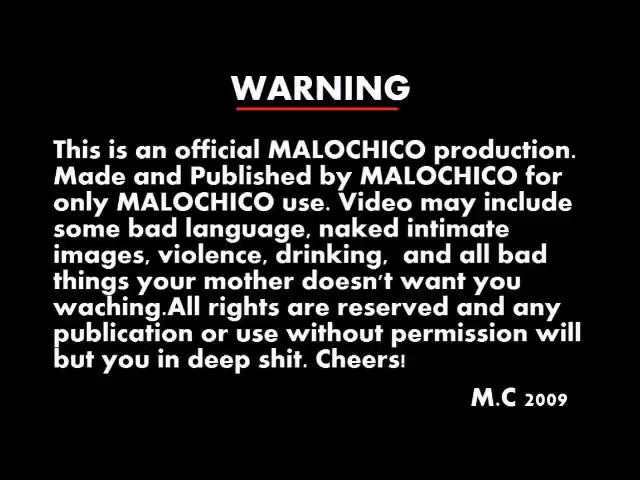 WARNING
This is an official MALOCHICO production.
Made and Published by MALOCHICO for
only MALOCHICO use. Video may include
some bad language, naked intimate
images, violence, drinking,  and all bad
things your mother doesn't want you
waching.All rights are reserved and any
publication or use without permission will
but you in deep shit. Cheers!
M.C 2009